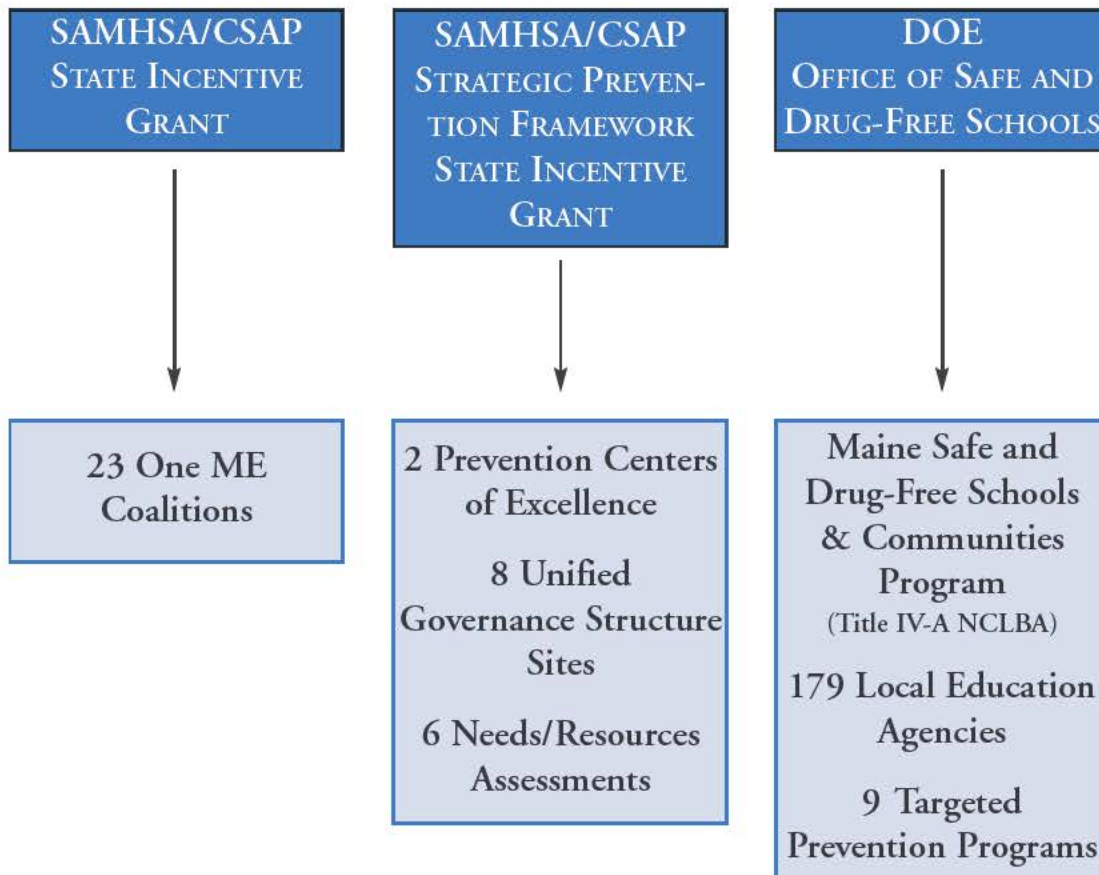 SAMHSA/CSAP
STATE INCENTIVE
GRANT
SAMHSA/CSAP
STRATEGIC PREVEN-
TION FRAMEWORK
STATE INCENTIVE
GRANT
DOE
OFFICE OF SAFE AND
DRUG-FREE SCHOOLS
23 One ME
Coalitions
2 Prevention Centers
of Excellence
8 Unified
Governance Structure
Sites
6 Needs/Resources
Assessments
Maine Safe and
Drug-Free Schools
& Communities
Program
(Title IV-A NCLBA)
179 Local Education
Agencies
9 Targeted
Prevention Programs